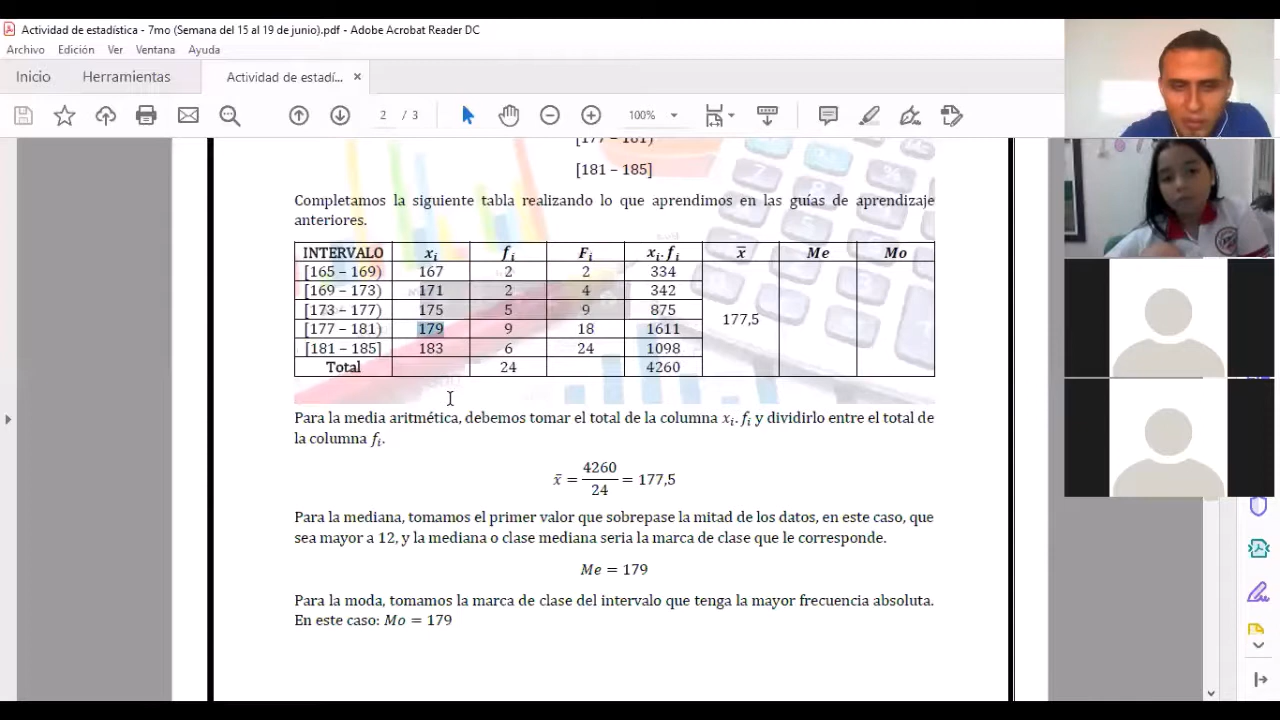 Actividad de estadística - 7mo (Semana del 15 al 19 de junio).pdf - Adobe Acrobat Reader DC
Archivo Edición Ver Ventana Ayuda
Inicio Herramientas Actividad de estadí... ×
2 / 3 100%
[177 – 181)
[181 – 185]
Completamos la siguiente tabla realizando lo que aprendimos en las guías de aprendizaje
anteriores.
INTERVALO xᵢ fᵢ Fᵢ xᵢ.fᵢ x̅ Me Mo
[165 – 169) 167 2 2 334
[169 – 173) 171 2 4 342
[173 – 177) 175 5 9 875
177,5
[177 – 181) 179 9 18 1611
[181 – 185] 183 6 24 1098
Total 24 4260
Para la media aritmética, debemos tomar el total de la columna xᵢ.fᵢ y dividirlo entre el total de
la columna fᵢ.
x̅ = 4260/24 = 177,5
Para la mediana, tomamos el primer valor que sobrepase la mitad de los datos, en este caso, que
sea mayor a 12, y la mediana o clase mediana seria la marca de clase que le corresponde.
Me = 179
Para la moda, tomamos la marca de clase del intervalo que tenga la mayor frecuencia absoluta.
En este caso: Mo = 179